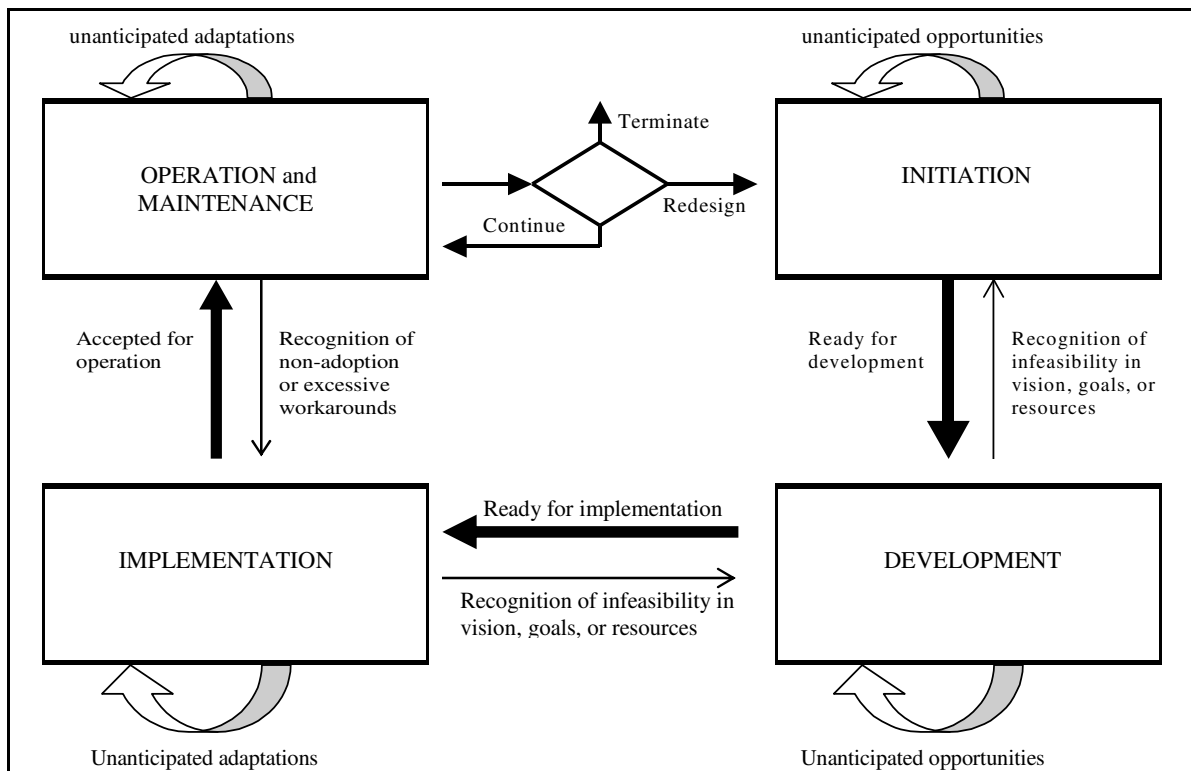 unanticipated adaptations
unanticipated opportunities
Terminate
OPERATION and
MAINTENANCE
INITIATION
Redesign
Continue
Accepted for
operation
Recognition of
non-adoption
or excessive
workarounds
Ready for
development
Recognition of
infeasibility in
vision, goals, or
resources
Ready for implementation
IMPLEMENTATION
DEVELOPMENT
Recognition of infeasibility in
vision, goals, or resources
Unanticipated adaptations
Unanticipated opportunities